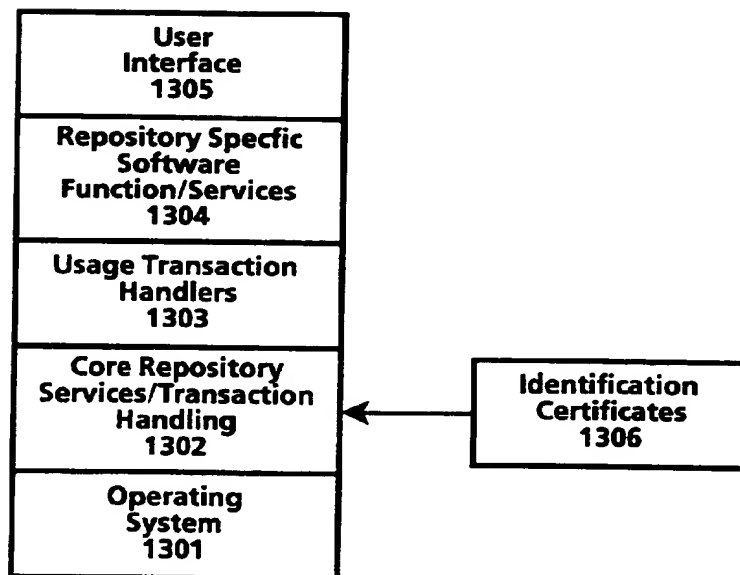 User
Interface
1305
Repository Specfic
Software
Function/Services
1304
Usage Transaction
Handlers
1303
Core Repository
Services/Transaction
Handling
1302
Identification
Certificates
1306
Operating
System
1301